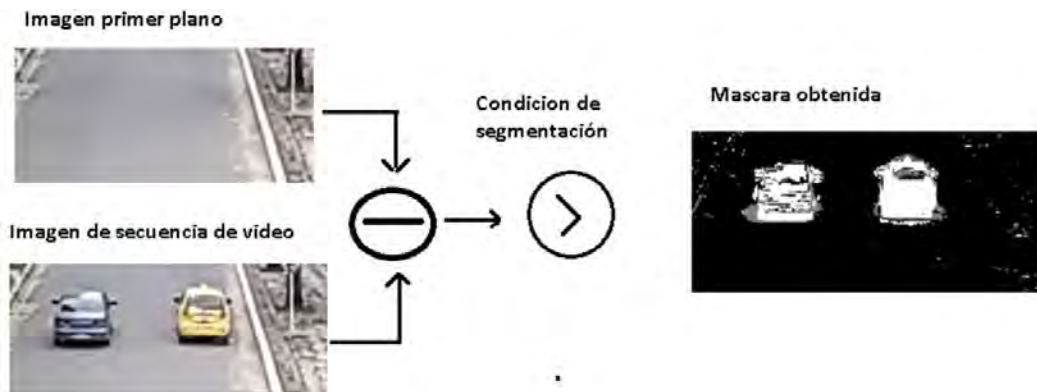 Imagen primer plano
Condicion de
segmentación
Mascara obtenida
Imagen de secuencia de video